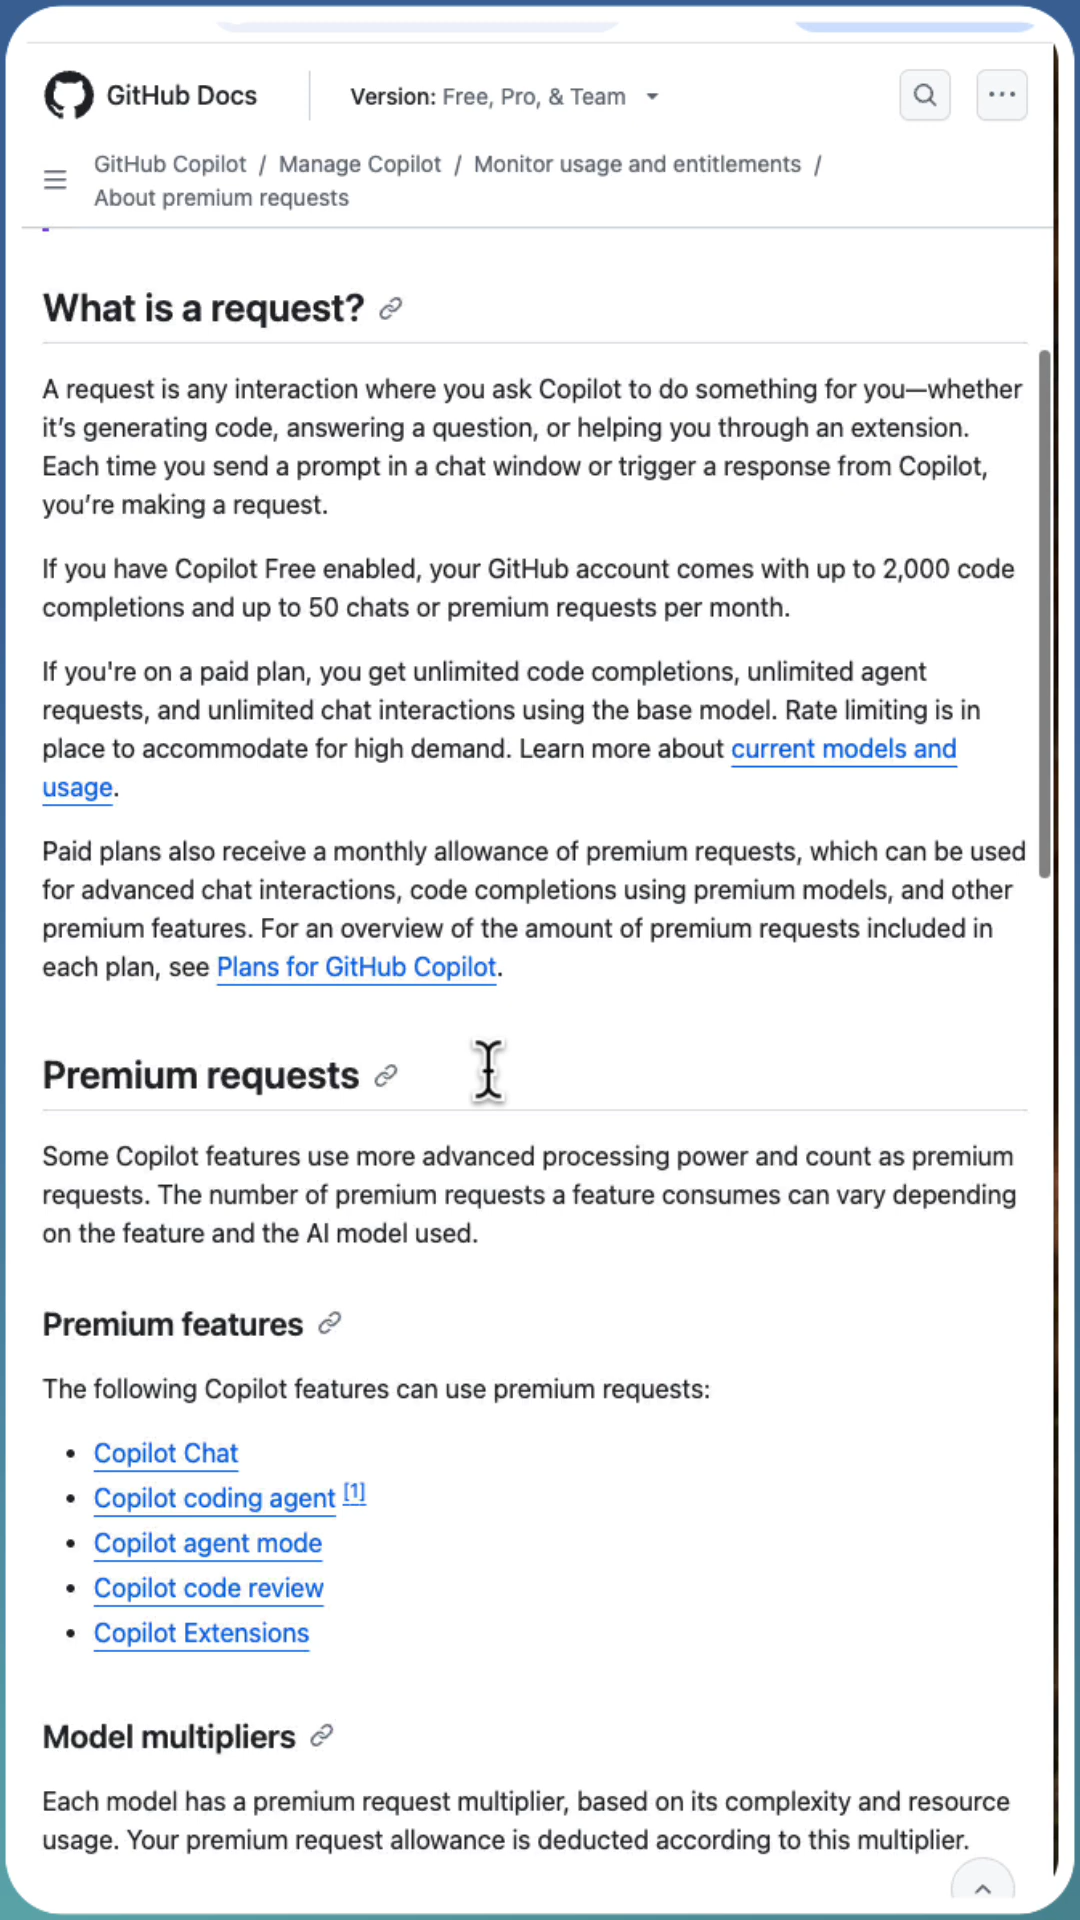 GitHub Docs
Version: Free, Pro, & Team
GitHub Copilot / Manage Copilot / Monitor usage and entitlements /
About premium requests
What is a request?
A request is any interaction where you ask Copilot to do something for you—whether
it’s generating code, answering a question, or helping you through an extension.
Each time you send a prompt in a chat window or trigger a response from Copilot,
you’re making a request.
If you have Copilot Free enabled, your GitHub account comes with up to 2,000 code
completions and up to 50 chats or premium requests per month.
If you're on a paid plan, you get unlimited code completions, unlimited agent
requests, and unlimited chat interactions using the base model. Rate limiting is in
place to accommodate for high demand. Learn more about current models and
usage.
Paid plans also receive a monthly allowance of premium requests, which can be used
for advanced chat interactions, code completions using premium models, and other
premium features. For an overview of the amount of premium requests included in
each plan, see Plans for GitHub Copilot.
Premium requests
Some Copilot features use more advanced processing power and count as premium
requests. The number of premium requests a feature consumes can vary depending
on the feature and the AI model used.
Premium features
The following Copilot features can use premium requests:
• Copilot Chat
• Copilot coding agent [1]
• Copilot agent mode
• Copilot code review
• Copilot Extensions
Model multipliers
Each model has a premium request multiplier, based on its complexity and resource
usage. Your premium request allowance is deducted according to this multiplier.